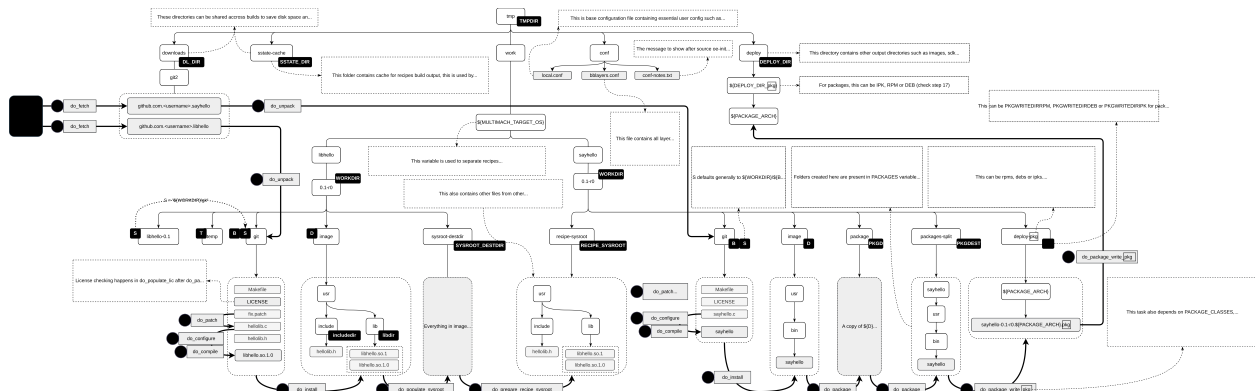 These directories can be shared accross builds to save disk space an...
tmp
TMPDIR
This is base configuration file containing essential user config such as...
downloads
DL_DIR
sstate-cache
SSTATE_DIR
work
conf
The message to show after source oe-init...
deploy
DEPLOY_DIR
This directory contains other output directories such as images, sdk...
git2
This folder contains cache for recipes build output, this is used by...
local.conf
bblayers.conf
conf-notes.txt
${DEPLOY_DIR_pkg}
For packages, this can be IPK, RPM or DEB (check step 17)
do_fetch
github.com.<username>.sayhello
do_unpack
This can be PKGWRITEDIRRPM, PKGWRITEDIRDEB or PKGWRITEDIRIPK for pack...
${PACKAGE_ARCH}
do_fetch
github.com.<username>.libhello
${MULTIMACH_TARGET_OS}
This file contains all layer...
libhello
This variable is used to separate recipes...
sayhello
do_unpack
WORKDIR
0.1-r0
WORKDIR
0.1-r0
S defaults generally to ${WORKDIR}/${B...
Folders created here are present in PACKAGES variable...
This can be rpms, debs or ipks....
This also contains other files from other...
S = ${WORKDIR}/git
S
libhello-0.1
T
B
S
git
D
image
sysroot-destdir
SYSROOT_DESTDIR
recipe-sysroot
RECIPE_SYSROOT
git
B
S
image
D
package
PKGD
packages-split
PKGDEST
deploy-pkg
do_package_write_pkg
License checking happens in do_populate_lic after do_pa...
Makefile
LICENSE
fix.patch
hellolib.c
hellolib.h
libhello.so.1.0
do_patch
do_configure
do_compile
usr
include
includedir
lib
libdir
hellolib.h
libhello.so.1
libhello.so.1.0
Everything in image...
usr
include
lib
hellolib.h
libhello.so.1
libhello.so.1.0
do_patch...
do_configure
do_compile
Makefile
LICENSE
sayhello.c
sayhello
usr
bin
sayhello
A copy of ${D}...
sayhello
usr
bin
sayhello
${PACKAGE_ARCH}
sayhello-0.1-r0.${PACKAGE_ARCH}.pkg
This task also depends on PACKAGE_CLASSES....
do_install
do_populate_sysroot
do_prepare_recipe_sysroot
do_install
do_package
do_package
do_package_write_pkg